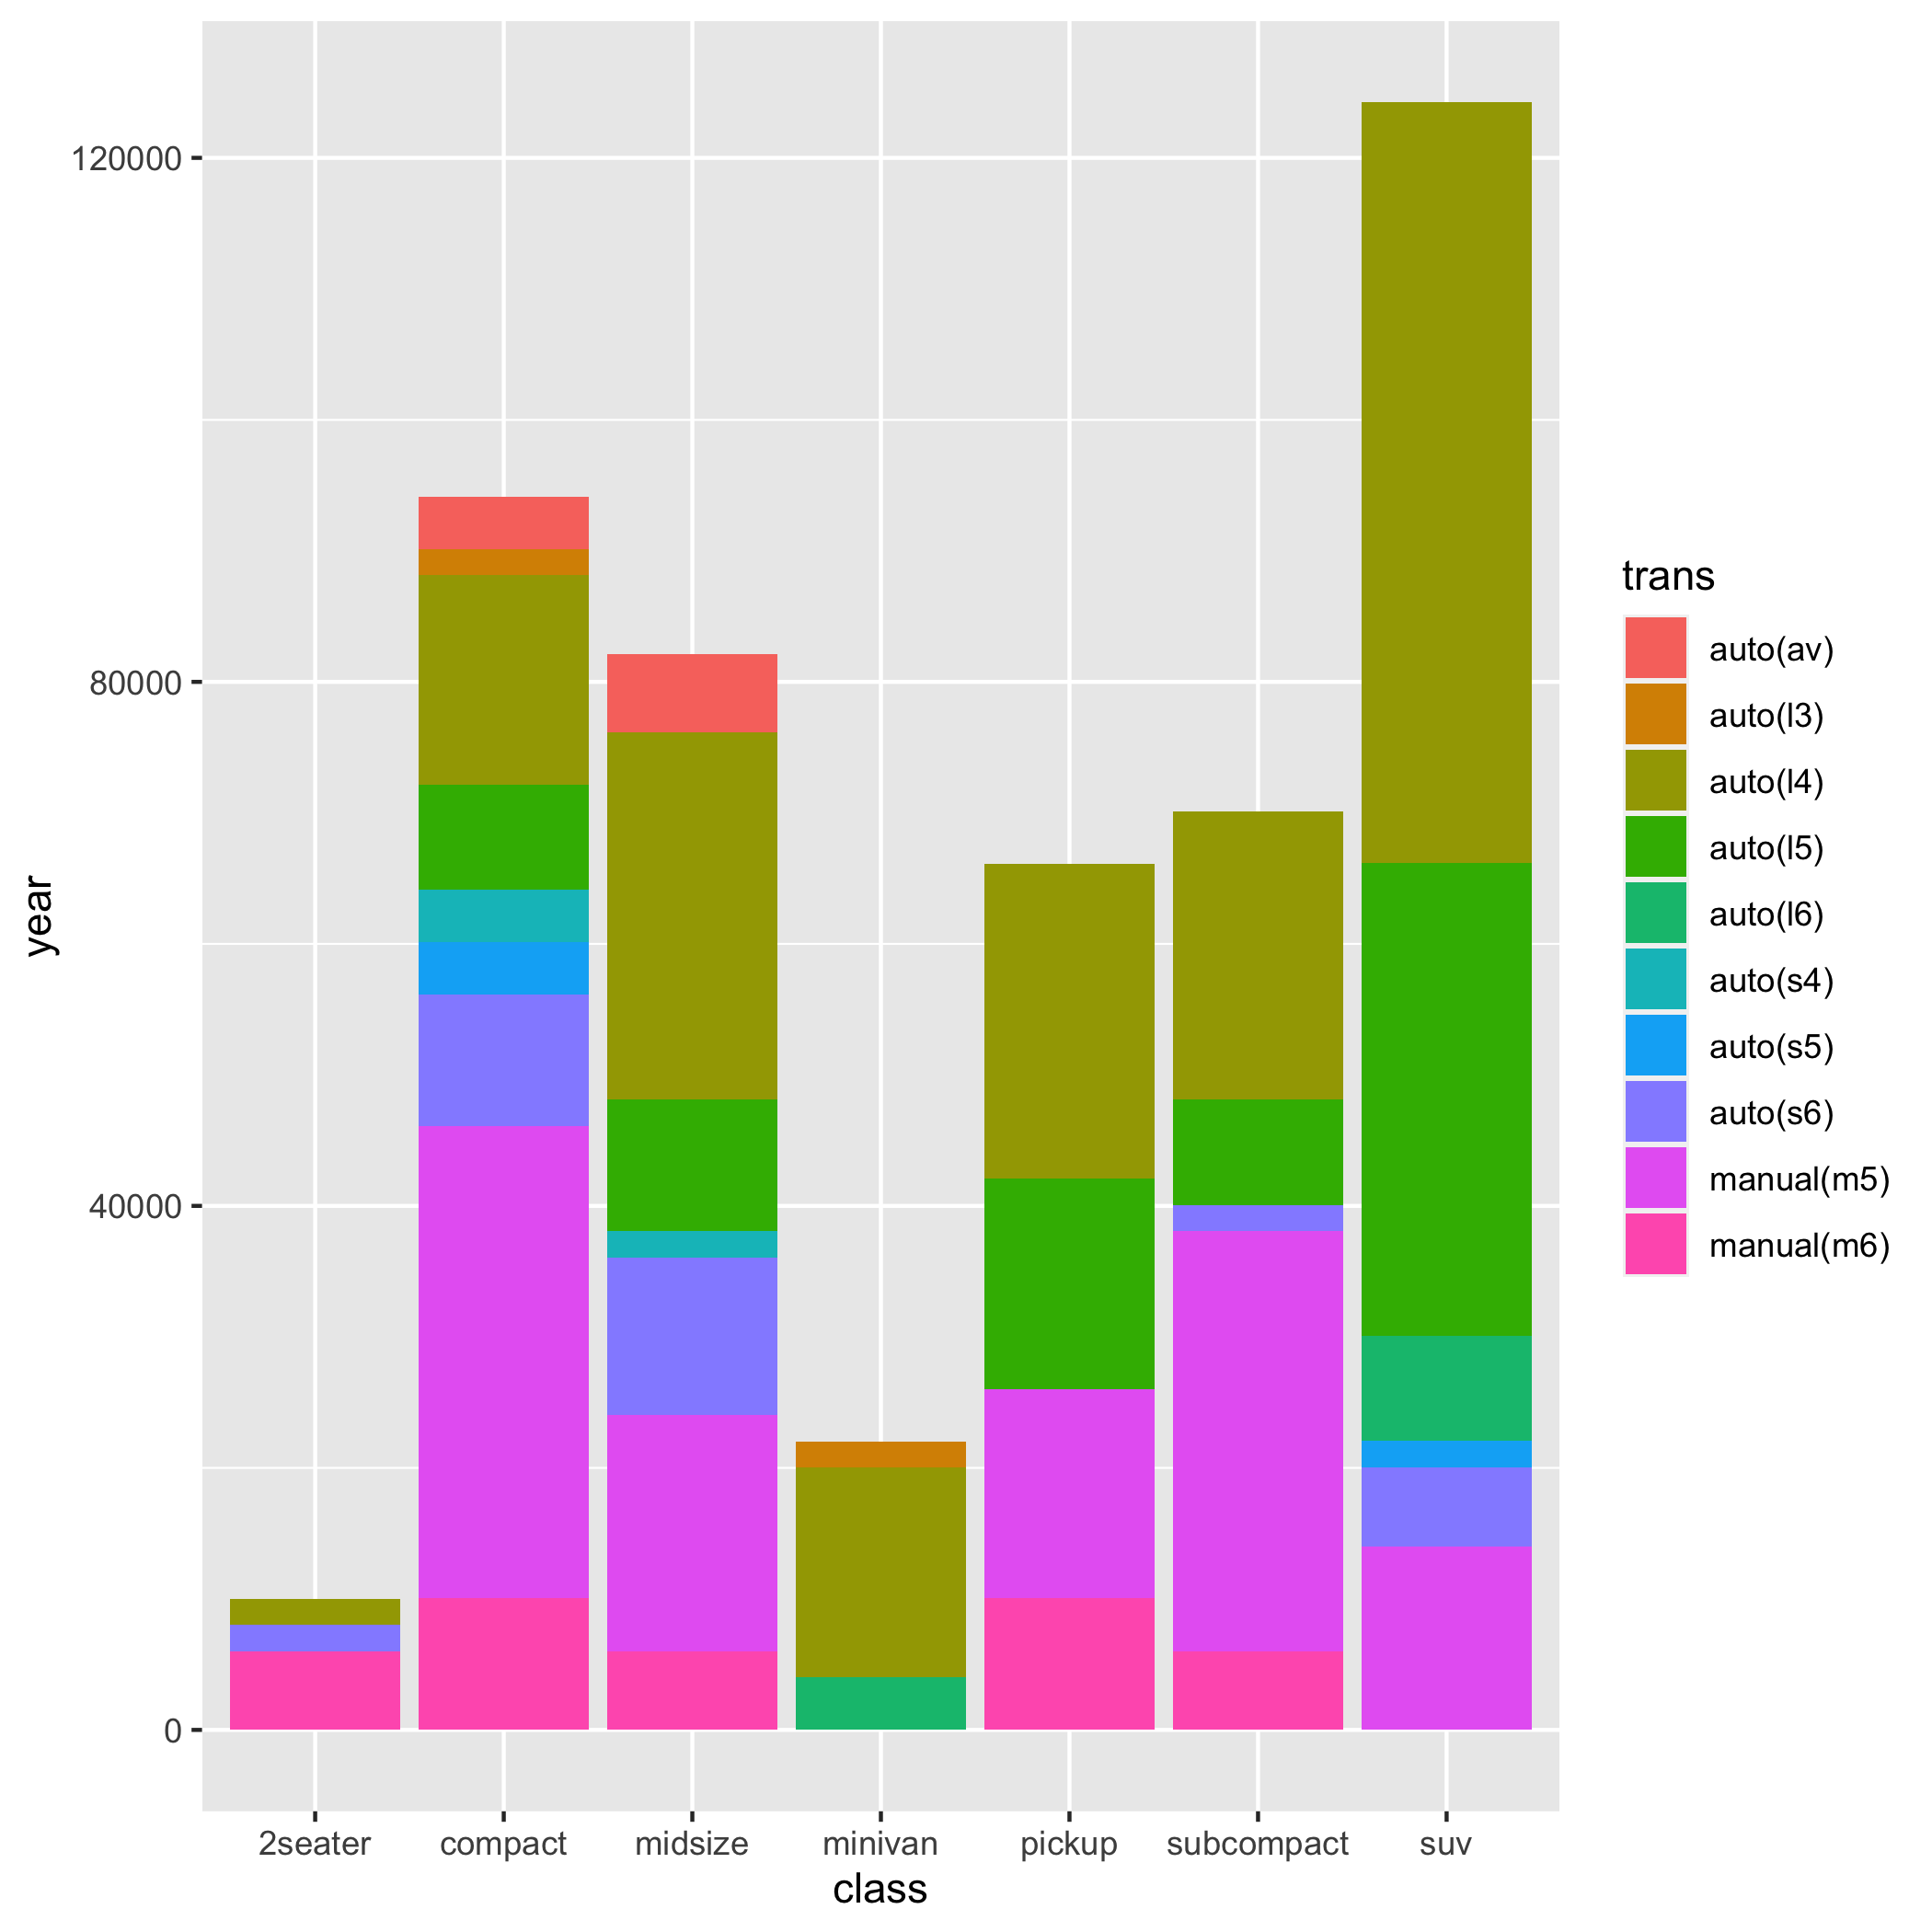 120000
80000
40000
0
year
2seater compact midsize minivan pickup subcompact suv
class
trans
auto(av)
auto(l3)
auto(l4)
auto(l5)
auto(l6)
auto(s4)
auto(s5)
auto(s6)
manual(m5)
manual(m6)